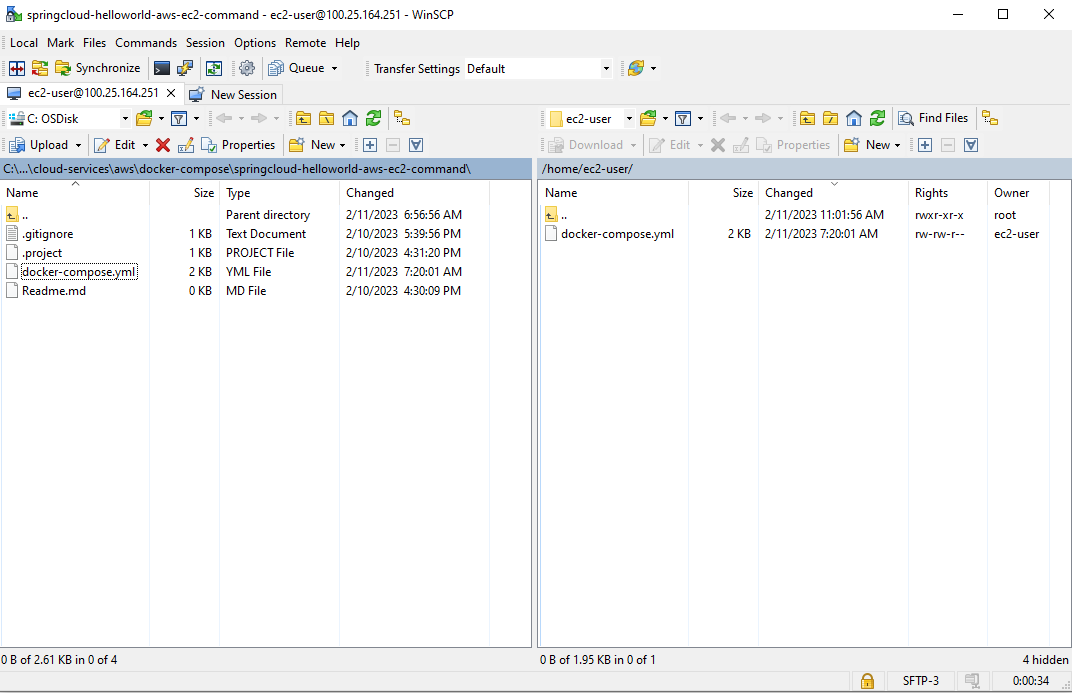 springcloud-helloworld-aws-ec2-command - ec2-user@100.25.164.251 - WinSCP
Local Mark Files Commands Session Options Remote Help
Synchronize Queue Transfer Settings Default
ec2-user@100.25.164.251 New Session
C: OSDisk ec2-user Find Files
Upload Edit Properties New Download Edit Properties New
C:\...\cloud-services\aws\docker-compose\springcloud-helloworld-aws-ec2-command\ /home/ec2-user/
Name Size Type Changed Name Size Changed Rights Owner
.. Parent directory 2/11/2023 6:56:56 AM .. 2/11/2023 11:01:56 AM rwxr-xr-x root
.gitignore 1 KB Text Document 2/10/2023 5:39:56 PM docker-compose.yml 2 KB 2/11/2023 7:20:01 AM rw-rw-r-- ec2-user
.project 1 KB PROJECT File 2/10/2023 4:31:20 PM
docker-compose.yml 2 KB YML File 2/11/2023 7:20:01 AM
Readme.md 0 KB MD File 2/10/2023 4:30:09 PM
0 B of 2.61 KB in 0 of 4 0 B of 1.95 KB in 0 of 1 4 hidden
SFTP-3 0:00:34